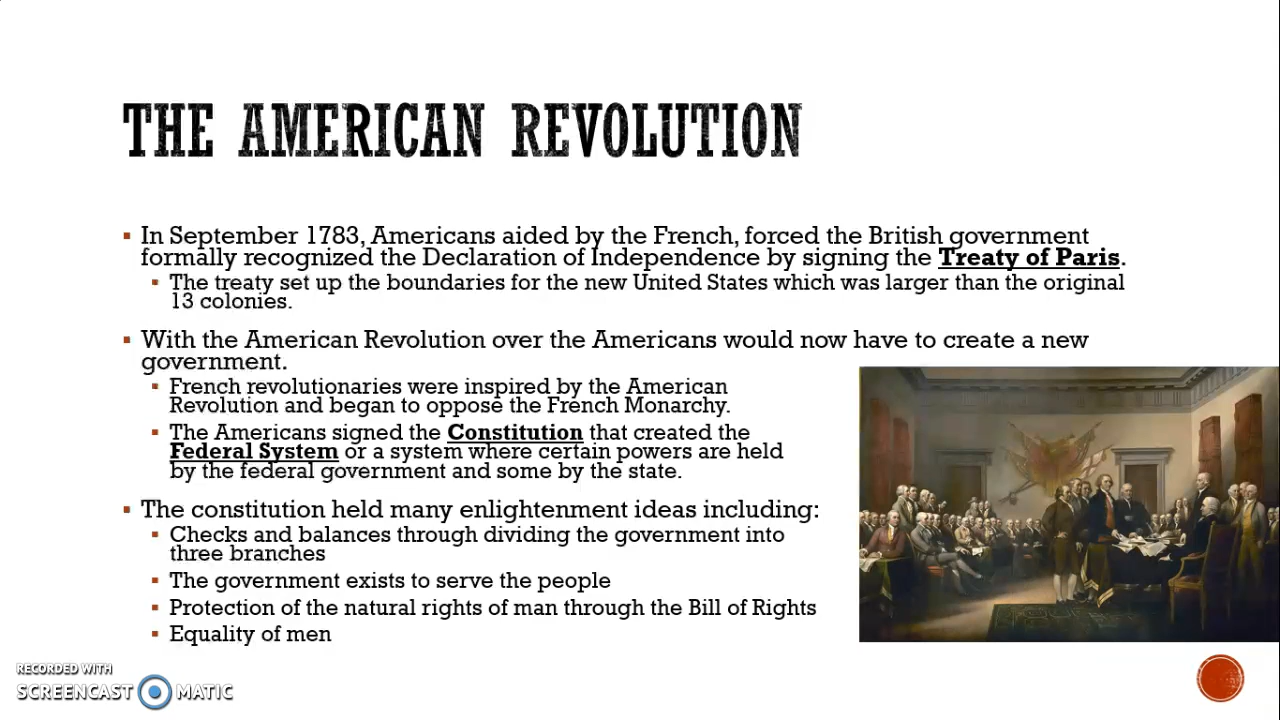 THE AMERICAN REVOLUTION
In September 1783, Americans aided by the French, forced the British government
formally recognized the Declaration of Independence by signing the Treaty of Paris.
The treaty set up the boundaries for the new United States which was larger than the original
13 colonies.
With the American Revolution over the Americans would now have to create a new
government.
French revolutionaries were inspired by the American
Revolution and began to oppose the French Monarchy.
The Americans signed the Constitution that created the
Federal System or a system where certain powers are held
by the federal government and some by the state.
The constitution held many enlightenment ideas including:
Checks and balances through dividing the government into
three branches
The government exists to serve the people
Protection of the natural rights of man through the Bill of Rights
Equality of men
RECORDED WITH
SCREENCAST MATIC